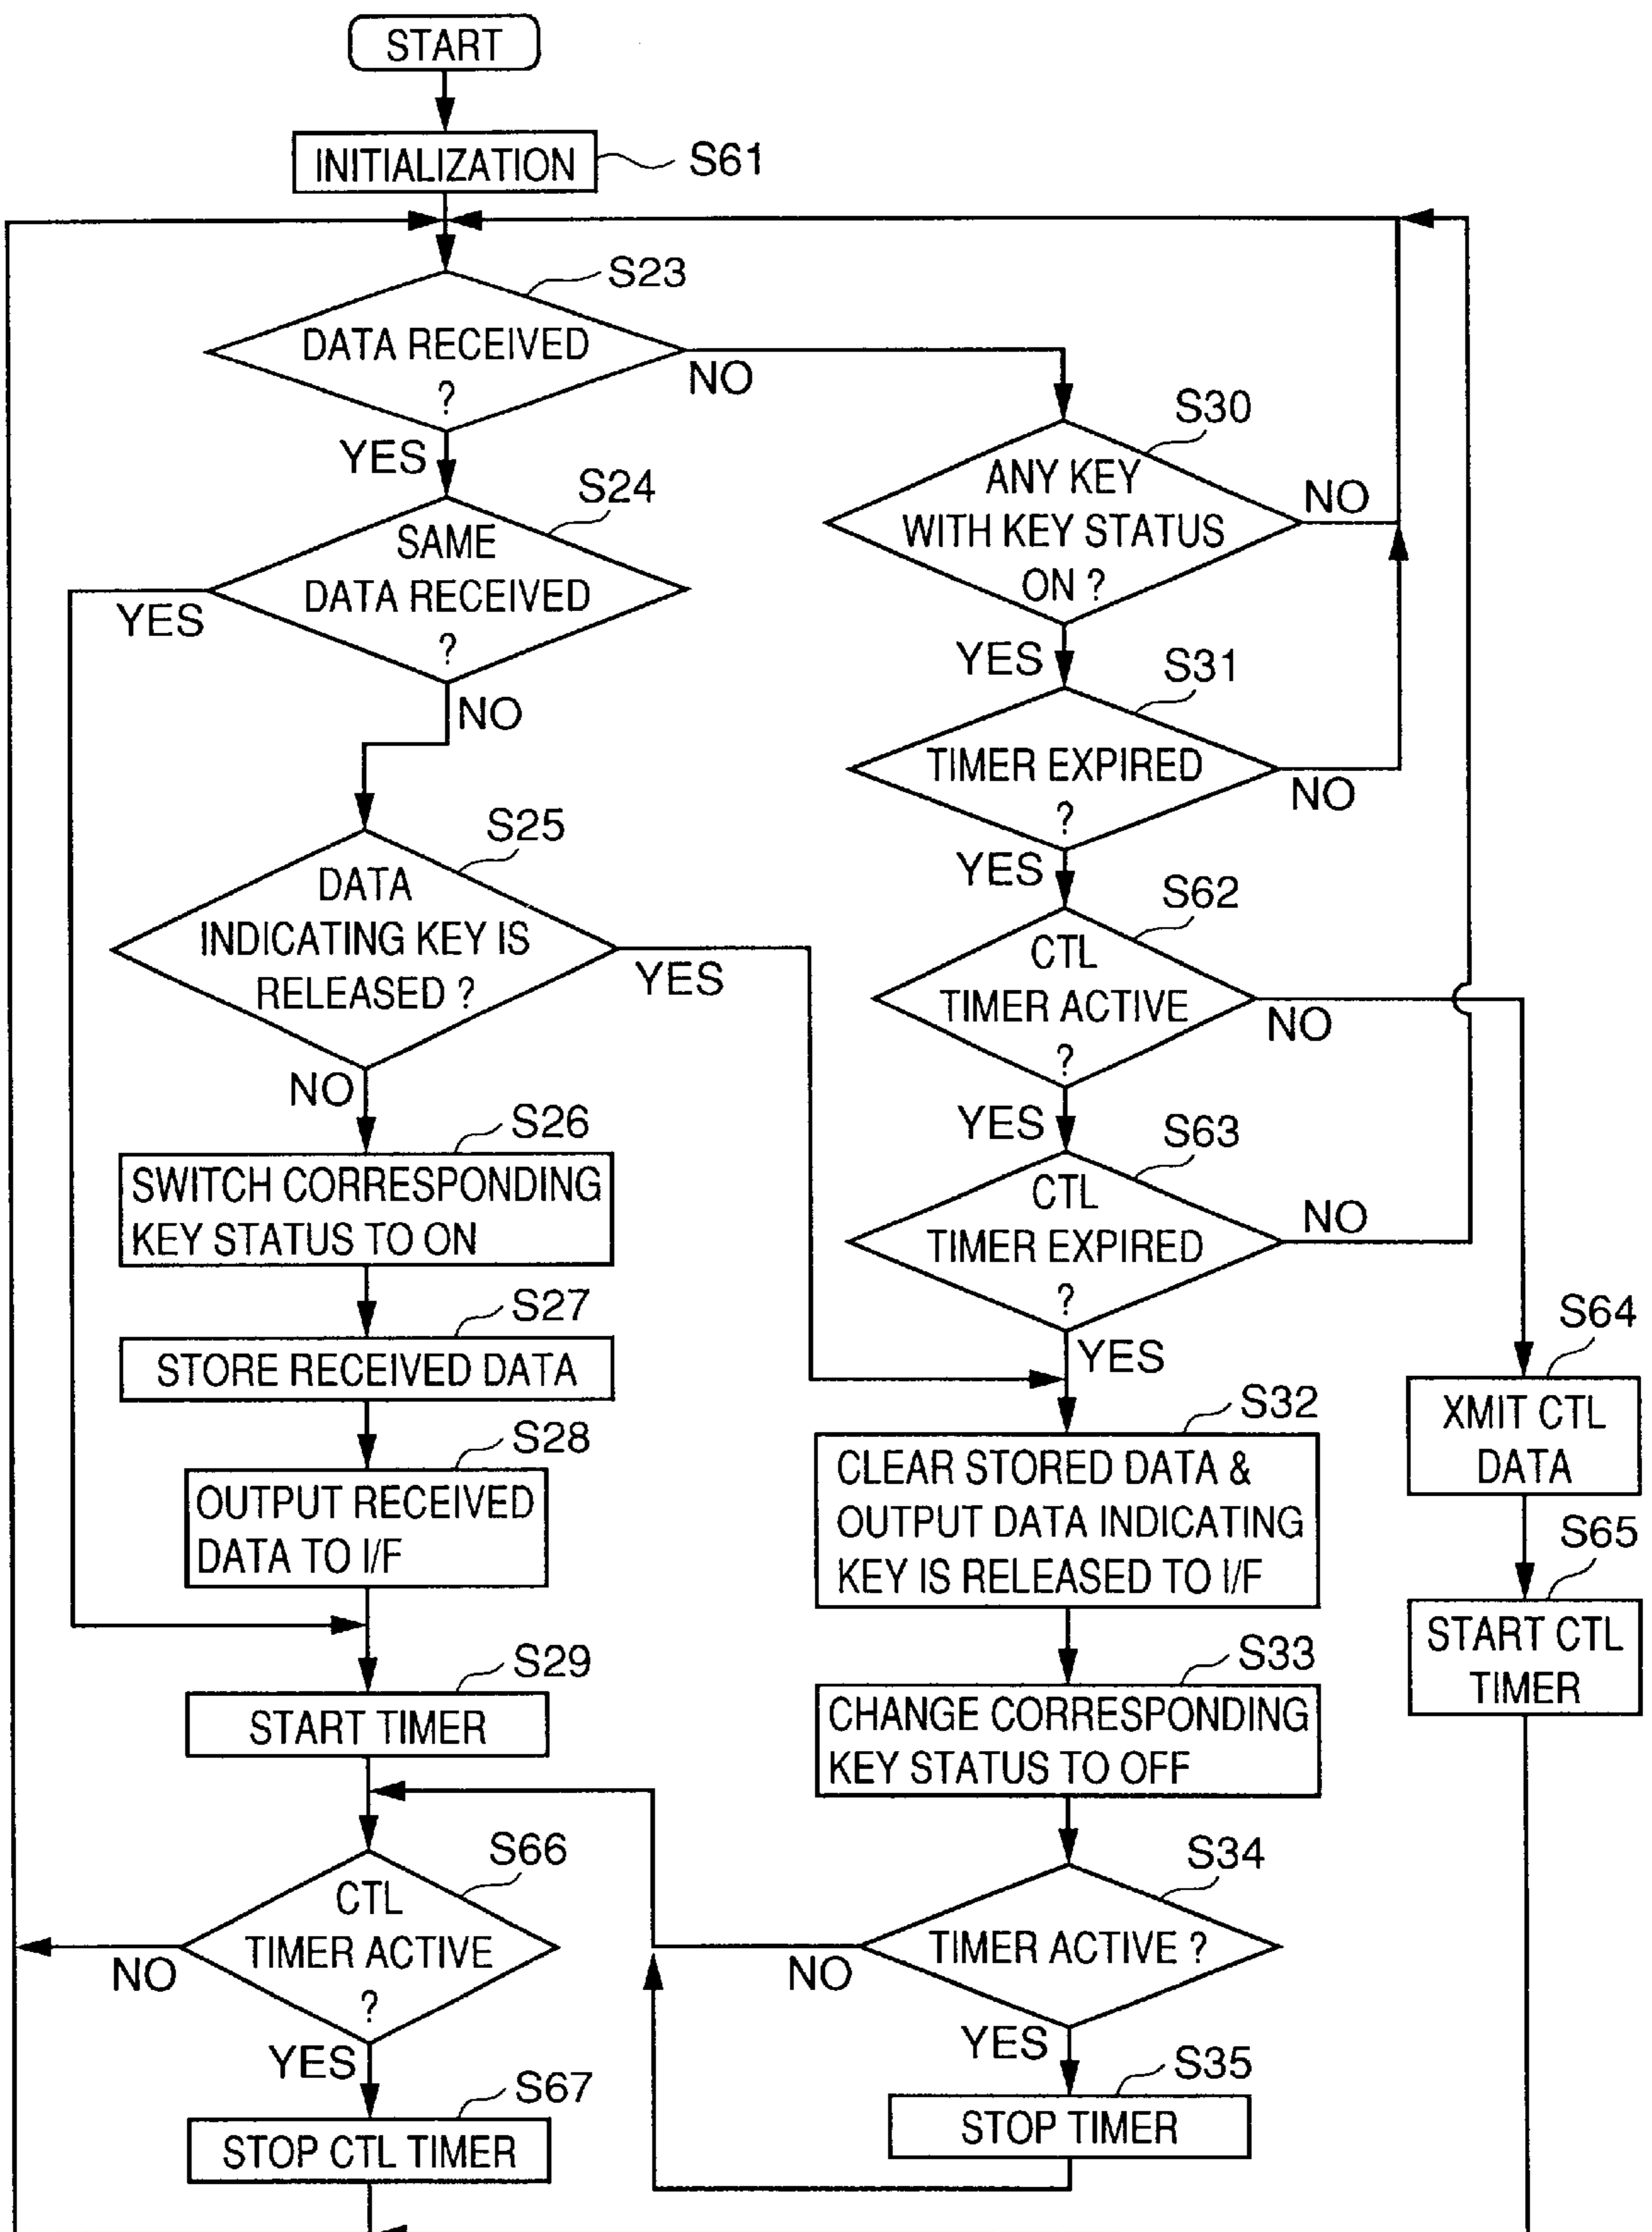 START
INITIALIZATION
S61
S23
DATA RECEIVED
?
NO
YES
S24
SAME
DATA RECEIVED
?
YES
NO
S25
DATA
INDICATING KEY IS
RELEASED ?
YES
NO
S26
SWITCH CORRESPONDING
KEY STATUS TO ON
S27
STORE RECEIVED DATA
S28
OUTPUT RECEIVED
DATA TO I/F
S29
START TIMER
S66
CTL
TIMER ACTIVE
?
NO
YES
S67
STOP CTL TIMER
S30
ANY KEY
WITH KEY STATUS
ON ?
NO
YES
S31
TIMER EXPIRED
?
NO
YES
S62
CTL
TIMER ACTIVE
?
NO
YES
S63
CTL
TIMER EXPIRED
?
NO
YES
S32
CLEAR STORED DATA &
OUTPUT DATA INDICATING
KEY IS RELEASED TO I/F
S33
CHANGE CORRESPONDING
KEY STATUS TO OFF
S34
TIMER ACTIVE ?
NO
YES
S35
STOP TIMER
S64
XMIT CTL
DATA
S65
START CTL
TIMER